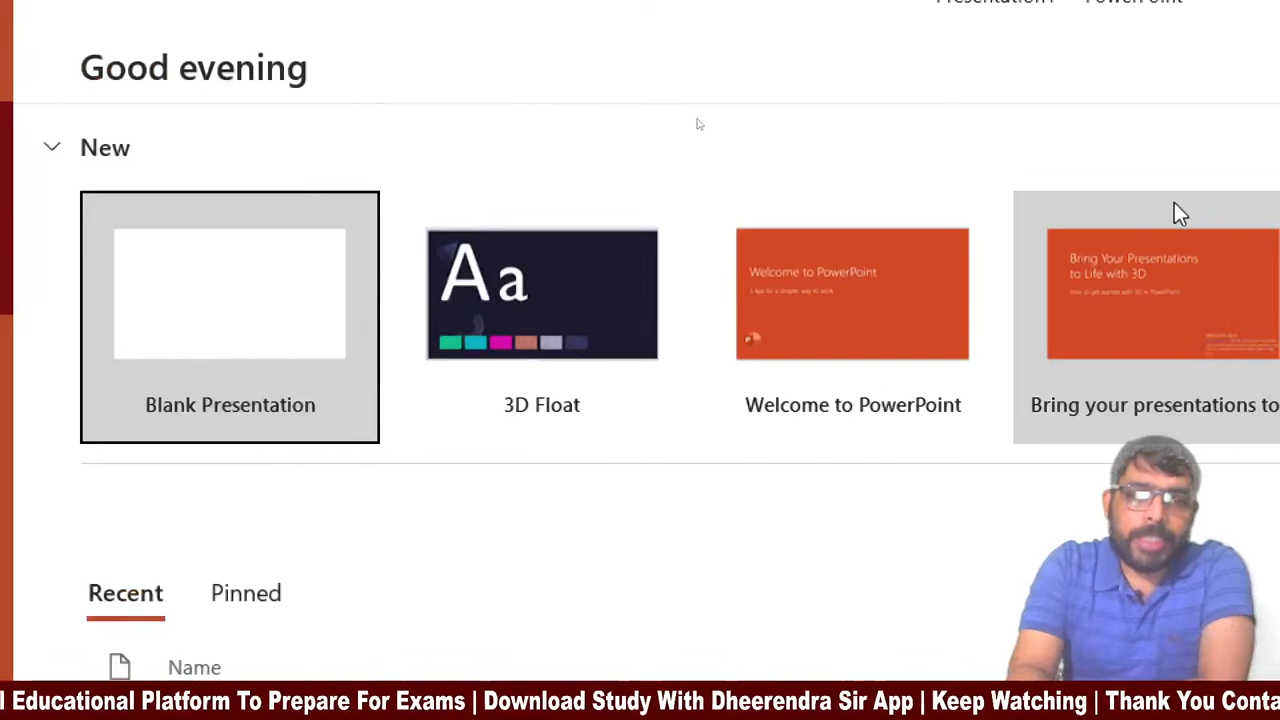 Good evening
New
Aa
Welcome to PowerPoint
Bring Your Presentations
to Life with 3D
Blank Presentation
3D Float
Welcome to PowerPoint
Bring your presentations to
Recent
Pinned
Name
l Educational Platform To Prepare For Exams | Download Study With Dheerendra Sir App | Keep Watching | Thank You Conta